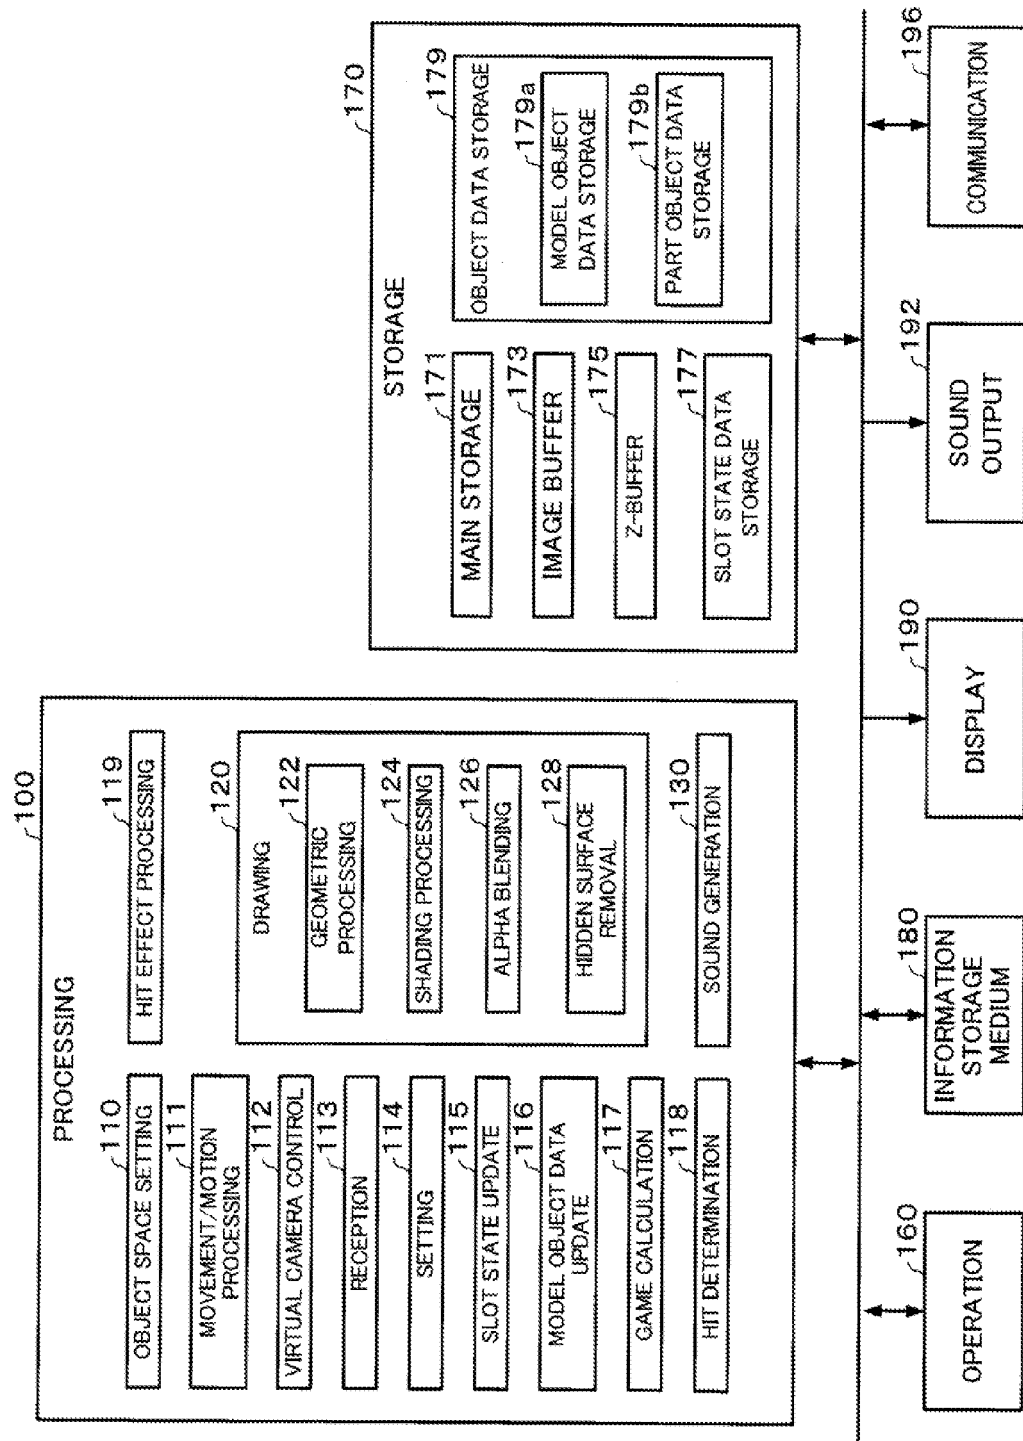 100
PROCESSING
110
OBJECT SPACE SETTING
111
MOVEMENT/MOTION
PROCESSING
112
VIRTUAL CAMERA CONTROL
113
RECEPTION
114
SETTING
115
SLOT STATE UPDATE
116
MODEL OBJECT DATA
UPDATE
117
GAME CALCULATION
118
HIT DETERMINATION
119
HIT EFFECT PROCESSING
120
DRAWING
122
GEOMETRIC
PROCESSING
124
SHADING PROCESSING
126
ALPHA BLENDING
128
HIDDEN SURFACE
REMOVAL
130
SOUND GENERATION
170
STORAGE
171
MAIN STORAGE
173
IMAGE BUFFER
175
Z-BUFFER
177
SLOT STATE DATA
STORAGE
179
OBJECT DATA STORAGE
179a
MODEL OBJECT
DATA STORAGE
179b
PART OBJECT DATA
STORAGE
160
OPERATION
180
INFORMATION
STORAGE
MEDIUM
190
DISPLAY
192
SOUND
OUTPUT
196
COMMUNICATION